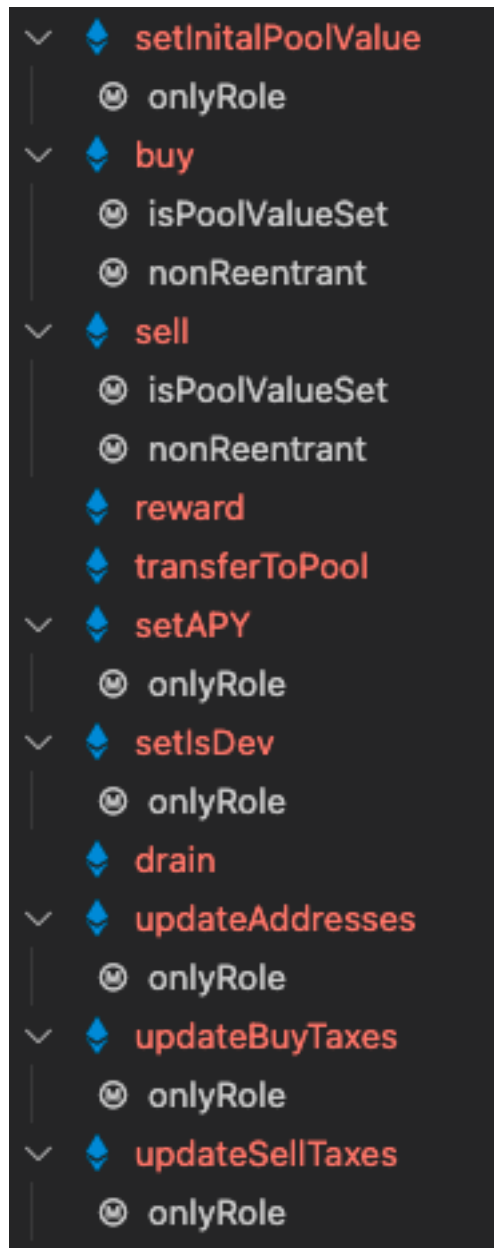 setInitalPoolValue
onlyRole
buy
isPoolValueSet
nonReentrant
sell
isPoolValueSet
nonReentrant
reward
transferToPool
setAPY
onlyRole
setIsDev
onlyRole
drain
updateAddresses
onlyRole
updateBuyTaxes
onlyRole
updateSellTaxes
onlyRole